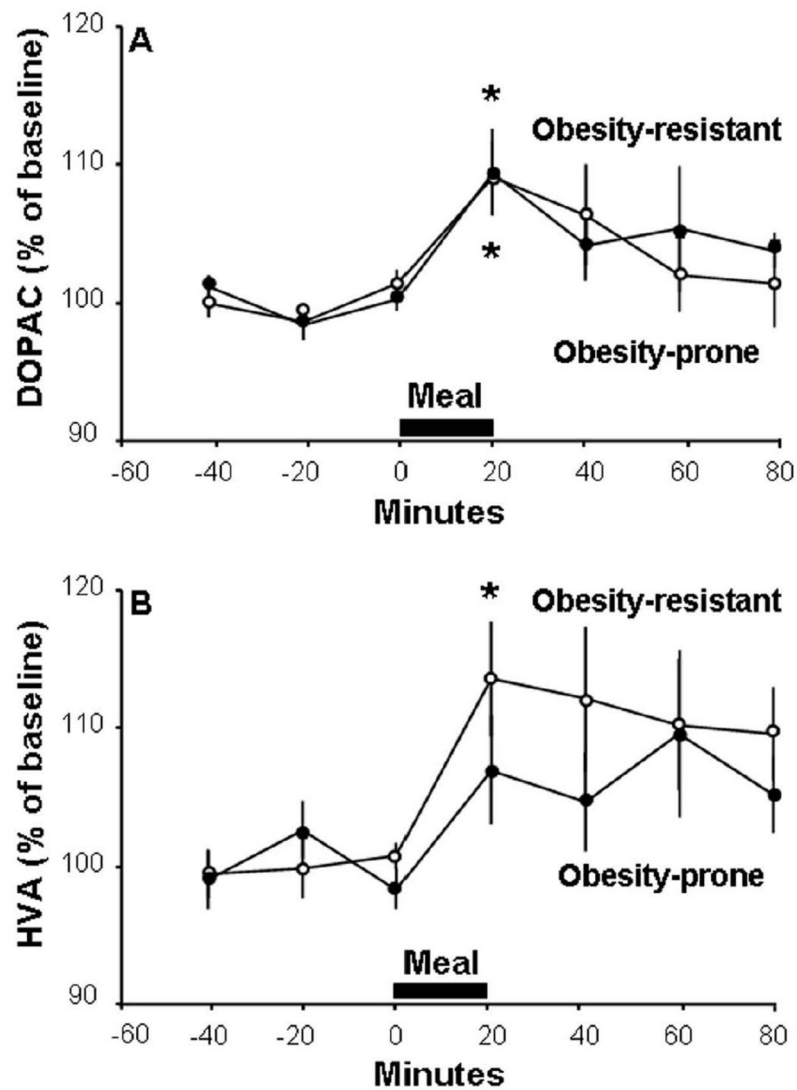 120
A
*
Obesity-resistant
110
*
100
Obesity-prone
Meal
90
-60 -40 -20 0 20 40 60 80
Minutes
DOPAC (% of baseline)
120
B
*
Obesity-resistant
110
100
Obesity-prone
Meal
90
-60 -40 -20 0 20 40 60 80
Minutes
HVA (% of baseline)